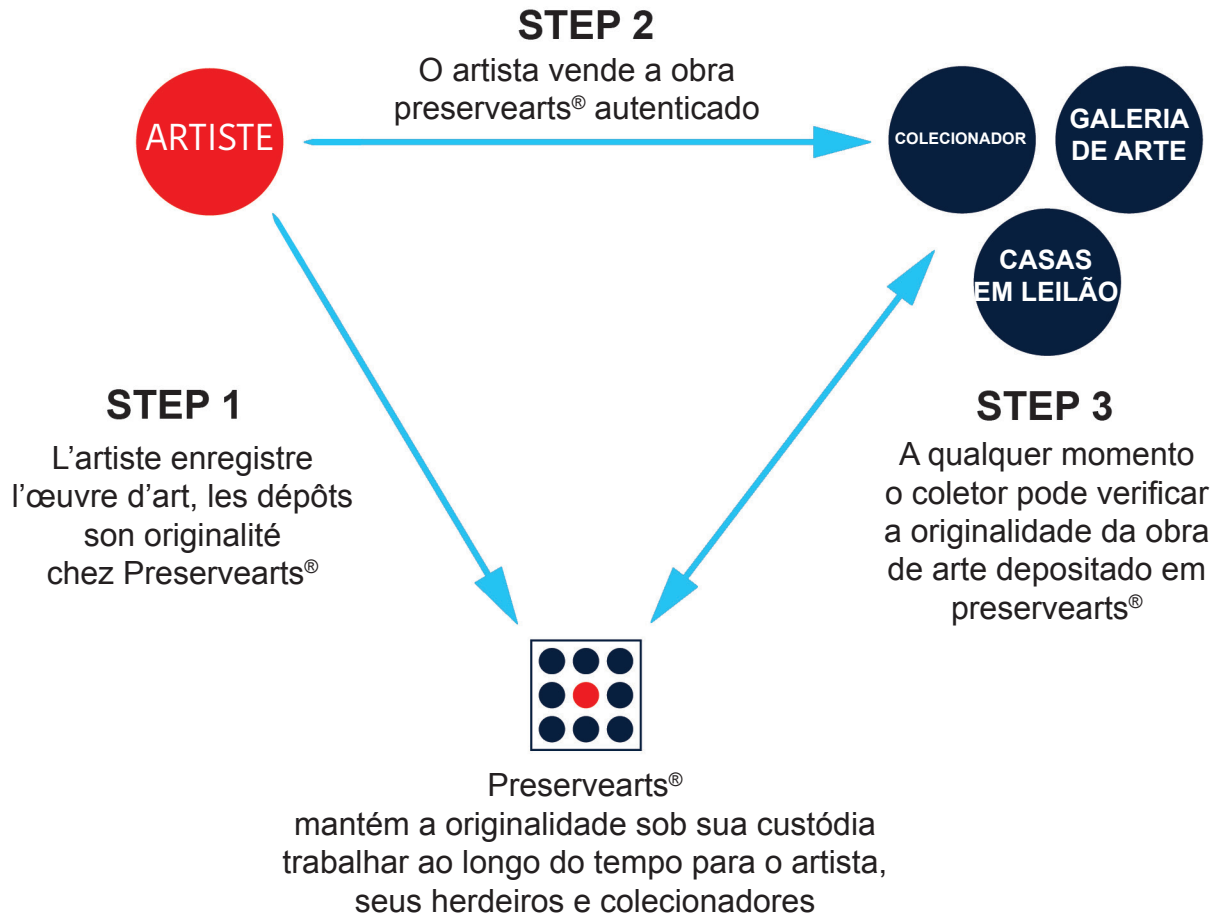 STEP 2
O artista vende a obra
preservearts® autenticado
ARTISTE
COLECIONADOR
GALERIA
DE ARTE
CASAS
EM LEILÃO
STEP 1
L’artiste enregistre
l’œuvre d’art, les dépôts
son originalité
chez Preservearts®
STEP 3
A qualquer momento
o coletor pode verificar
a originalidade da obra
de arte depositado em
preservearts®
Preservearts®
mantém a originalidade sob sua custódia
trabalhar ao longo do tempo para o artista,
seus herdeiros e colecionadores